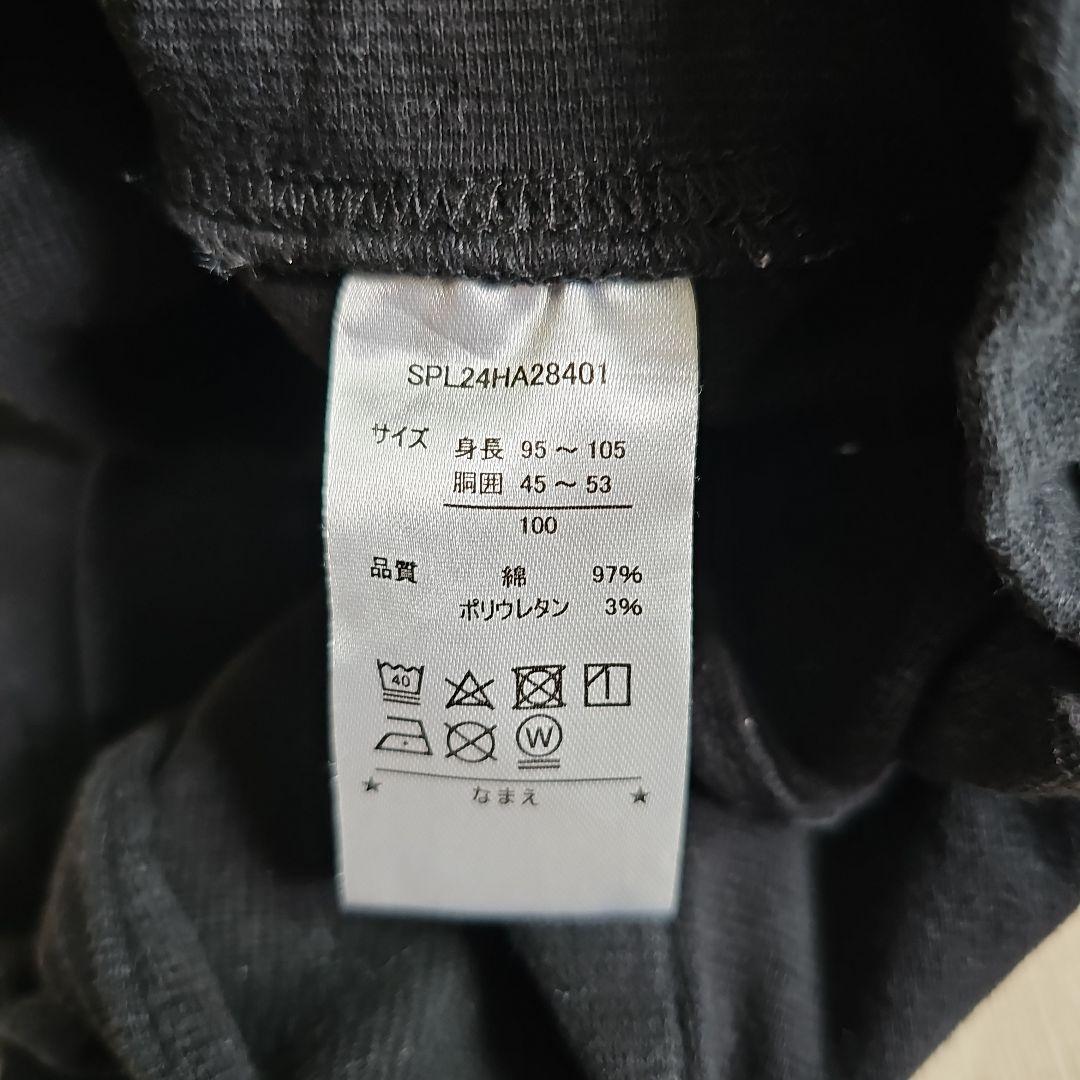 SPL24HA28401
サイズ 身長 95～105
胴囲 45～53
100
品質 綿 97%
ポリウレタン 3%
40
W
★ なまえ ★